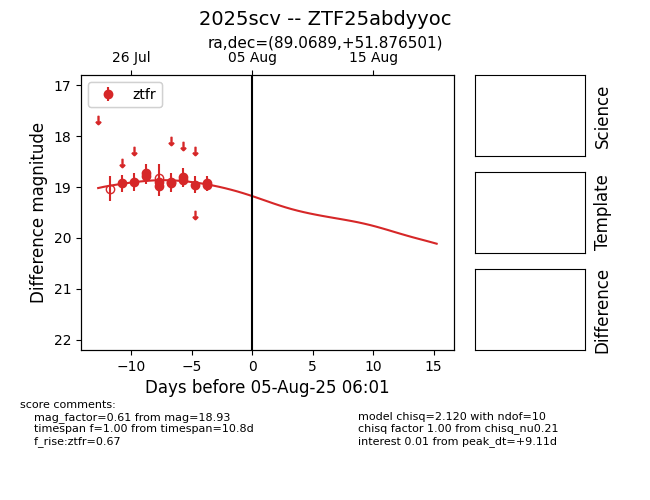 2025scv -- ZTF25abdyyoc
ra,dec=(89.0689,+51.876501)
26 Jul
05 Aug
15 Aug
ztfr
17
18
19
20
21
22
Difference magnitude
−10
−5
0
5
10
15
Days before 05-Aug-25 06:01
Science
Template
Difference
score comments:
mag_factor=0.61 from mag=18.93
timespan f=1.00 from timespan=10.8d
f_rise:ztfr=0.67
model chisq=2.120 with ndof=10
chisq factor 1.00 from chisq_nu0.21
interest 0.01 from peak_dt=+9.11d